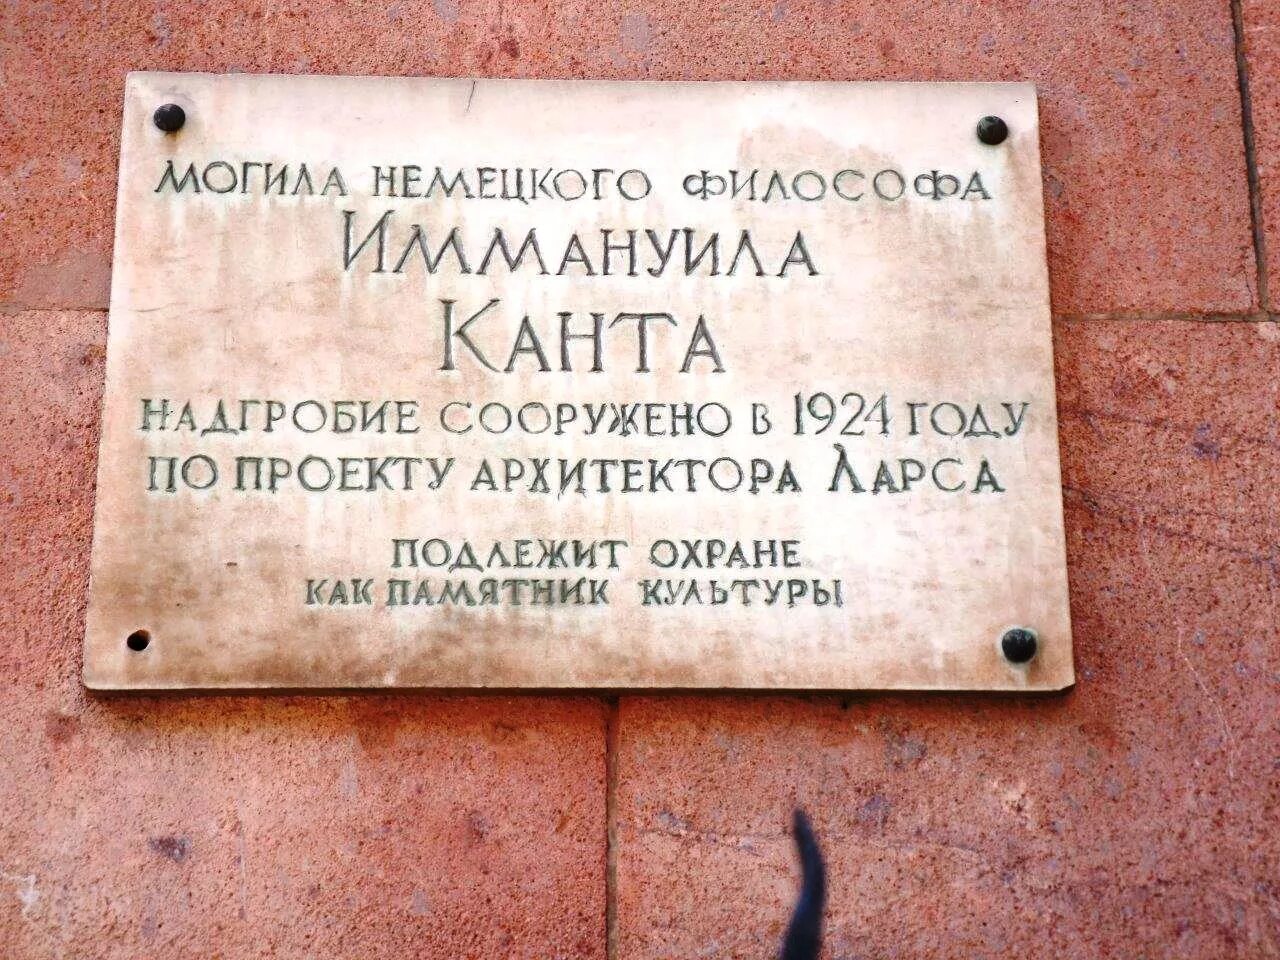 МОГИЛА НЕМЕЦКОГО ФИЛОСОФА
ИММАНУИЛА
КАНТА
НАДГРОБИЕ СООРУЖЕНО В 1924 ГОДУ
ПО ПРОЕКТУ АРХИТЕКТОРА ЛАРСА
ПОДЛЕЖИТ ОХРАНЕ
КАК ПАМЯТНИК КУЛЬТУРЫ